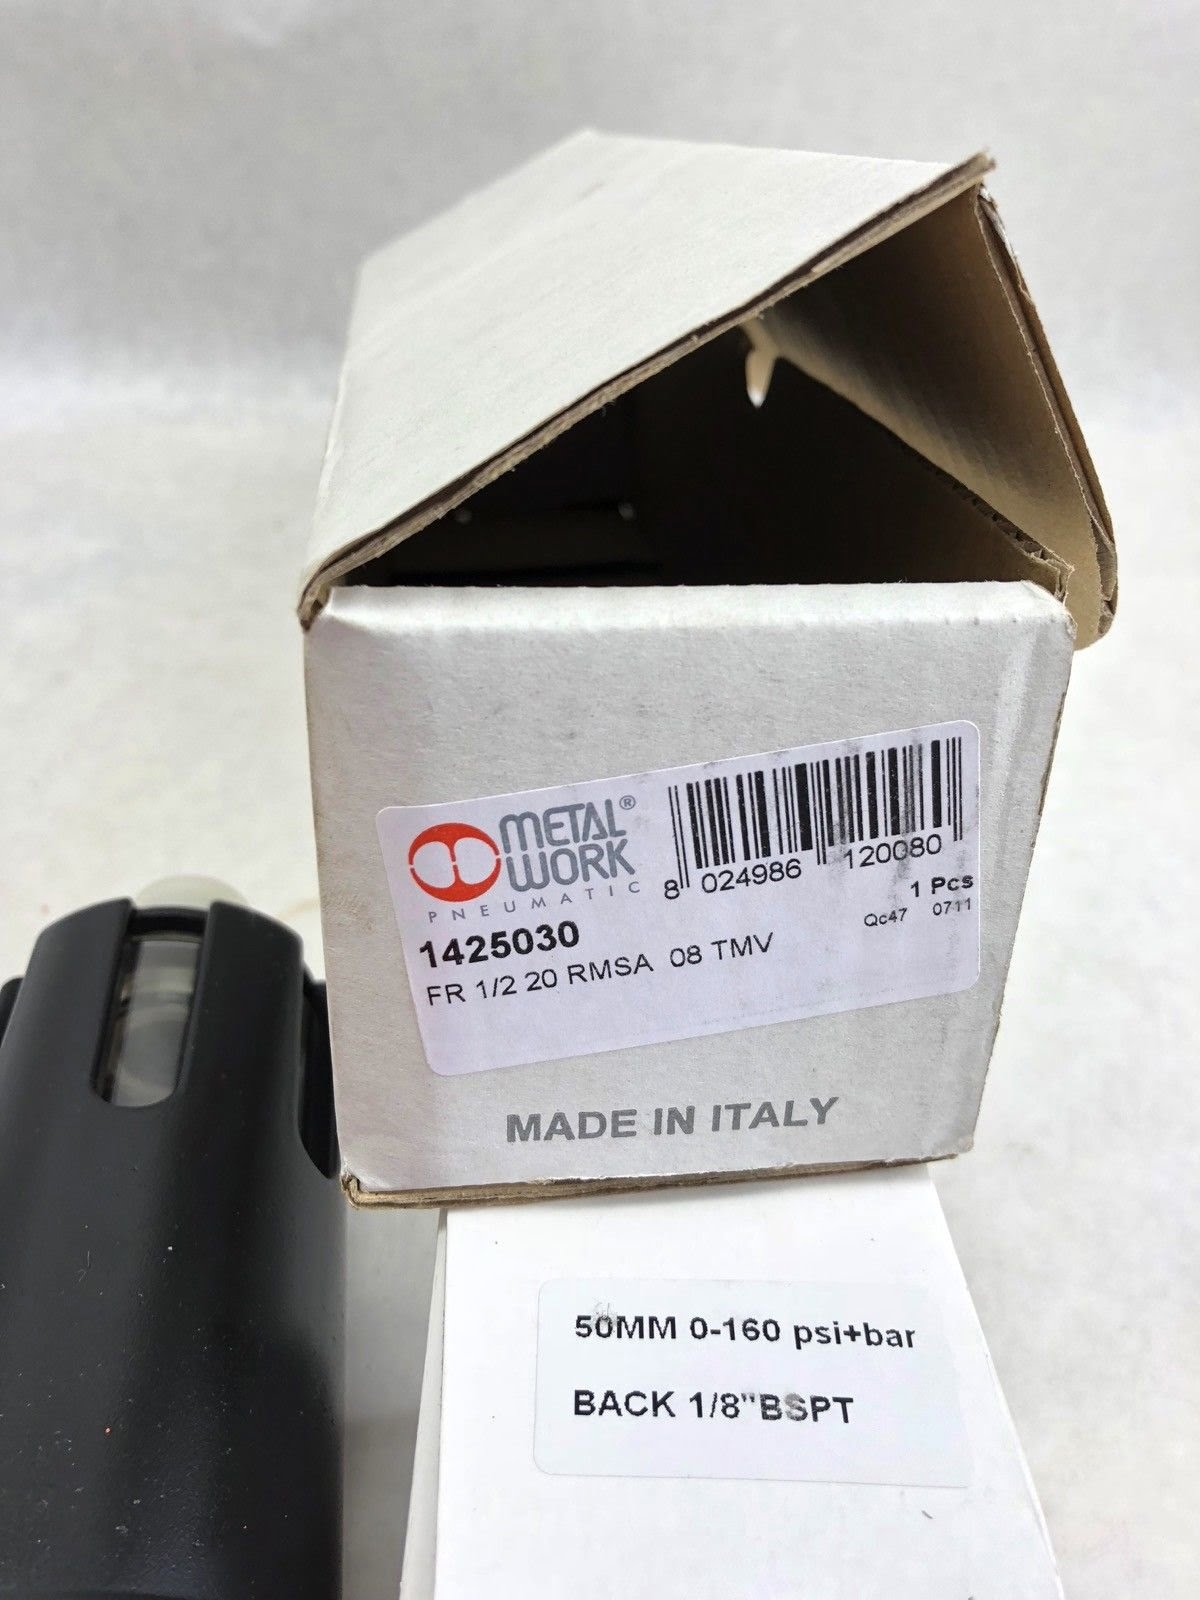 METAL®
WORK
PNEUMATIC
8 024986 120080
1 Pcs
Qc47 0711
1425030
FR 1/2 20 RMSA 08 TMV
MADE IN ITALY
50MM 0-160 psi+bar
BACK 1/8"BSPT